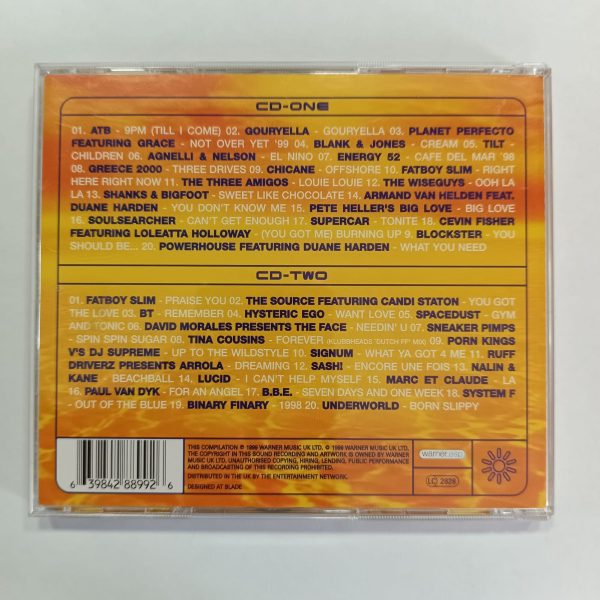 CD-ONE
01. ATB - 9PM (TILL I COME) 02. GOURYELLA - GOURYELLA 03. PLANET PERFECTO
FEATURING GRACE - NOT OVER YET '99 04. BLANK & JONES - CREAM 05. TILT -
CHILDREN 06. AGNELLI & NELSON - EL NINO 07. ENERGY 52 - CAFE DEL MAR '98
08. GREECE 2000 - THREE DRIVES 09. CHICANE - OFFSHORE 10. FATBOY SLIM - RIGHT
HERE RIGHT NOW 11. THE THREE AMIGOS - LOUIE LOUIE 12. THE WISEGUYS - OOH LA
LA 13. SHANKS & BIGFOOT - SWEET LIKE CHOCOLATE 14. ARMAND VAN HELDEN FEAT.
DUANE HARDEN - YOU DON'T KNOW ME 15. PETE HELLER'S BIG LOVE - BIG LOVE
16. SOULSEARCHER - CAN'T GET ENOUGH 17. SUPERCAR - TONITE 18. CEVIN FISHER
FEATURING LOLEATTA HOLLOWAY - (YOU GOT ME) BURNING UP 9. BLOCKSTER - YOU
SHOULD BE... 20. POWERHOUSE FEATURING DUANE HARDEN - WHAT YOU NEED
CD-TWO
01. FATBOY SLIM - PRAISE YOU 02. THE SOURCE FEATURING CANDI STATON - YOU GOT
THE LOVE 03. BT - REMEMBER 04. HYSTERIC EGO - WANT LOVE 05. SPACEDUST - GYM
AND TONIC 06. DAVID MORALES PRESENTS THE FACE - NEEDIN' U 07. SNEAKER PIMPS
- SPIN SPIN SUGAR 08. TINA COUSINS - FOREVER (KLUBBHEADS 'DUTCH PF' MIX) 09. PORN KINGS
V'S DJ SUPREME - UP TO THE WILDSTYLE 10. SIGNUM - WHAT YA GOT 4 ME 11. RUFF
DRIVERZ PRESENTS ARROLA - DREAMING 12. SASH! - ENCORE UNE FOIS 13. NALIN &
KANE - BEACHBALL 14. LUCID - I CAN'T HELP MYSELF 15. MARC ET CLAUDE - LA
16. PAUL VAN DYK - FOR AN ANGEL 17. B.B.E. - SEVEN DAYS AND ONE WEEK 18. SYSTEM F
- OUT OF THE BLUE 19. BINARY FINARY - 1998 20. UNDERWORLD - BORN SLIPPY
THIS COMPILATION ℗ 1999 WARNER MUSIC UK LTD. © 1999 WARNER MUSIC UK LTD.
THE COPYRIGHT IN THIS SOUND RECORDING AND ARTWORK IS OWNED BY WARNER
MUSIC UK LTD. UNAUTHORISED COPYING, HIRING, LENDING, PUBLIC PERFORMANCE
AND BROADCASTING OF THIS RECORDING PROHIBITED.
DISTRIBUTED IN THE UK BY THE ENTERTAINMENT NETWORK.
DESIGNED AT BLADE
warner.esp
LC 2828
6 39842 88992 6